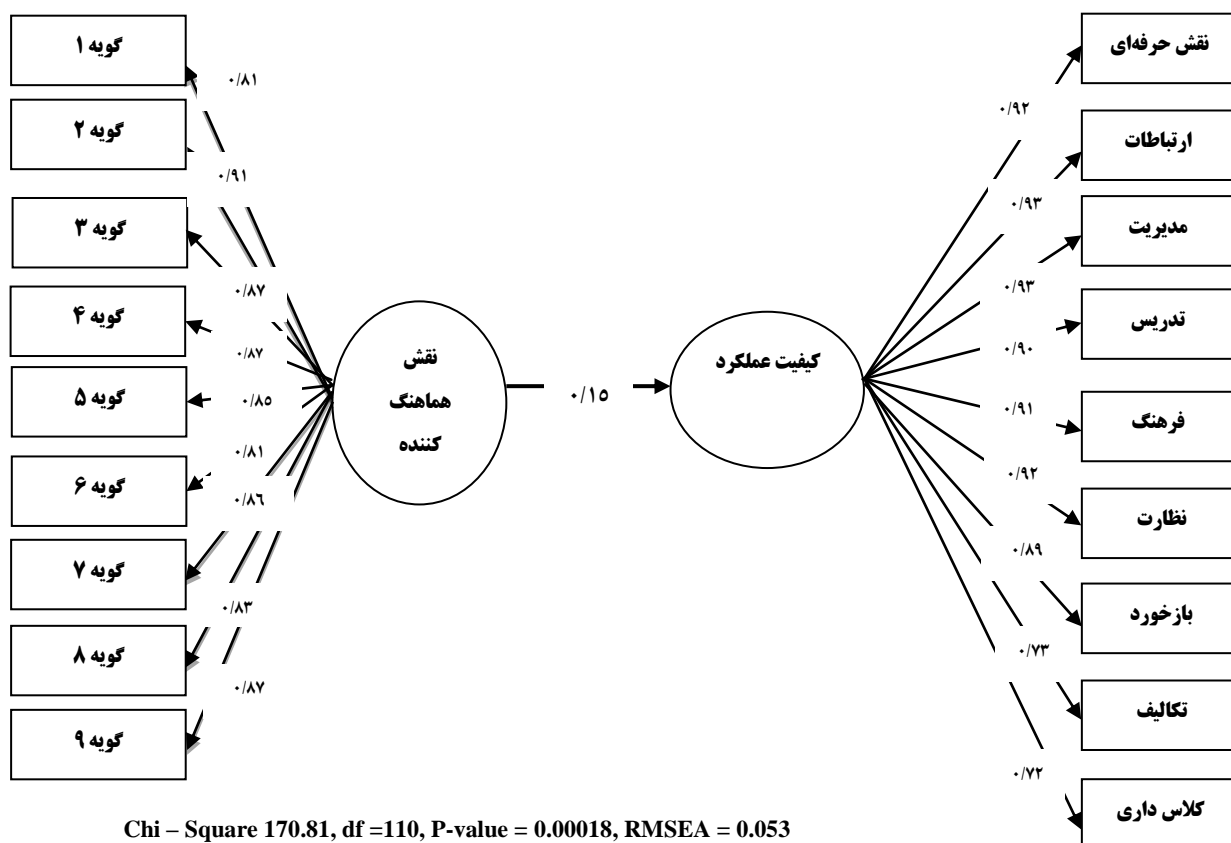 گویه ۱
گویه ۲
گویه ۳
گویه ۴
گویه ۵
گویه ۶
گویه ۷
گویه ۸
گویه ۹
۰/۸۱
۰/۹۱
۰/۸۷
۰/۸۷
۰/۸۵
۰/۸۱
۰/۸۶
۰/۸۳
۰/۸۷
نقش
هماهنگ
کننده
۰/۱۵
کیفیت عملکرد
۰/۹۲
۰/۹۳
۰/۹۳
۰/۹۰
۰/۹۱
۰/۹۲
۰/۸۹
۰/۷۳
۰/۷۲
نقش حرفه‌ای
ارتباطات
مدیریت
تدریس
فرهنگ
نظارت
بازخورد
تکالیف
کلاس داری
Chi – Square 170.81, df =110, P-value = 0.00018, RMSEA = 0.053